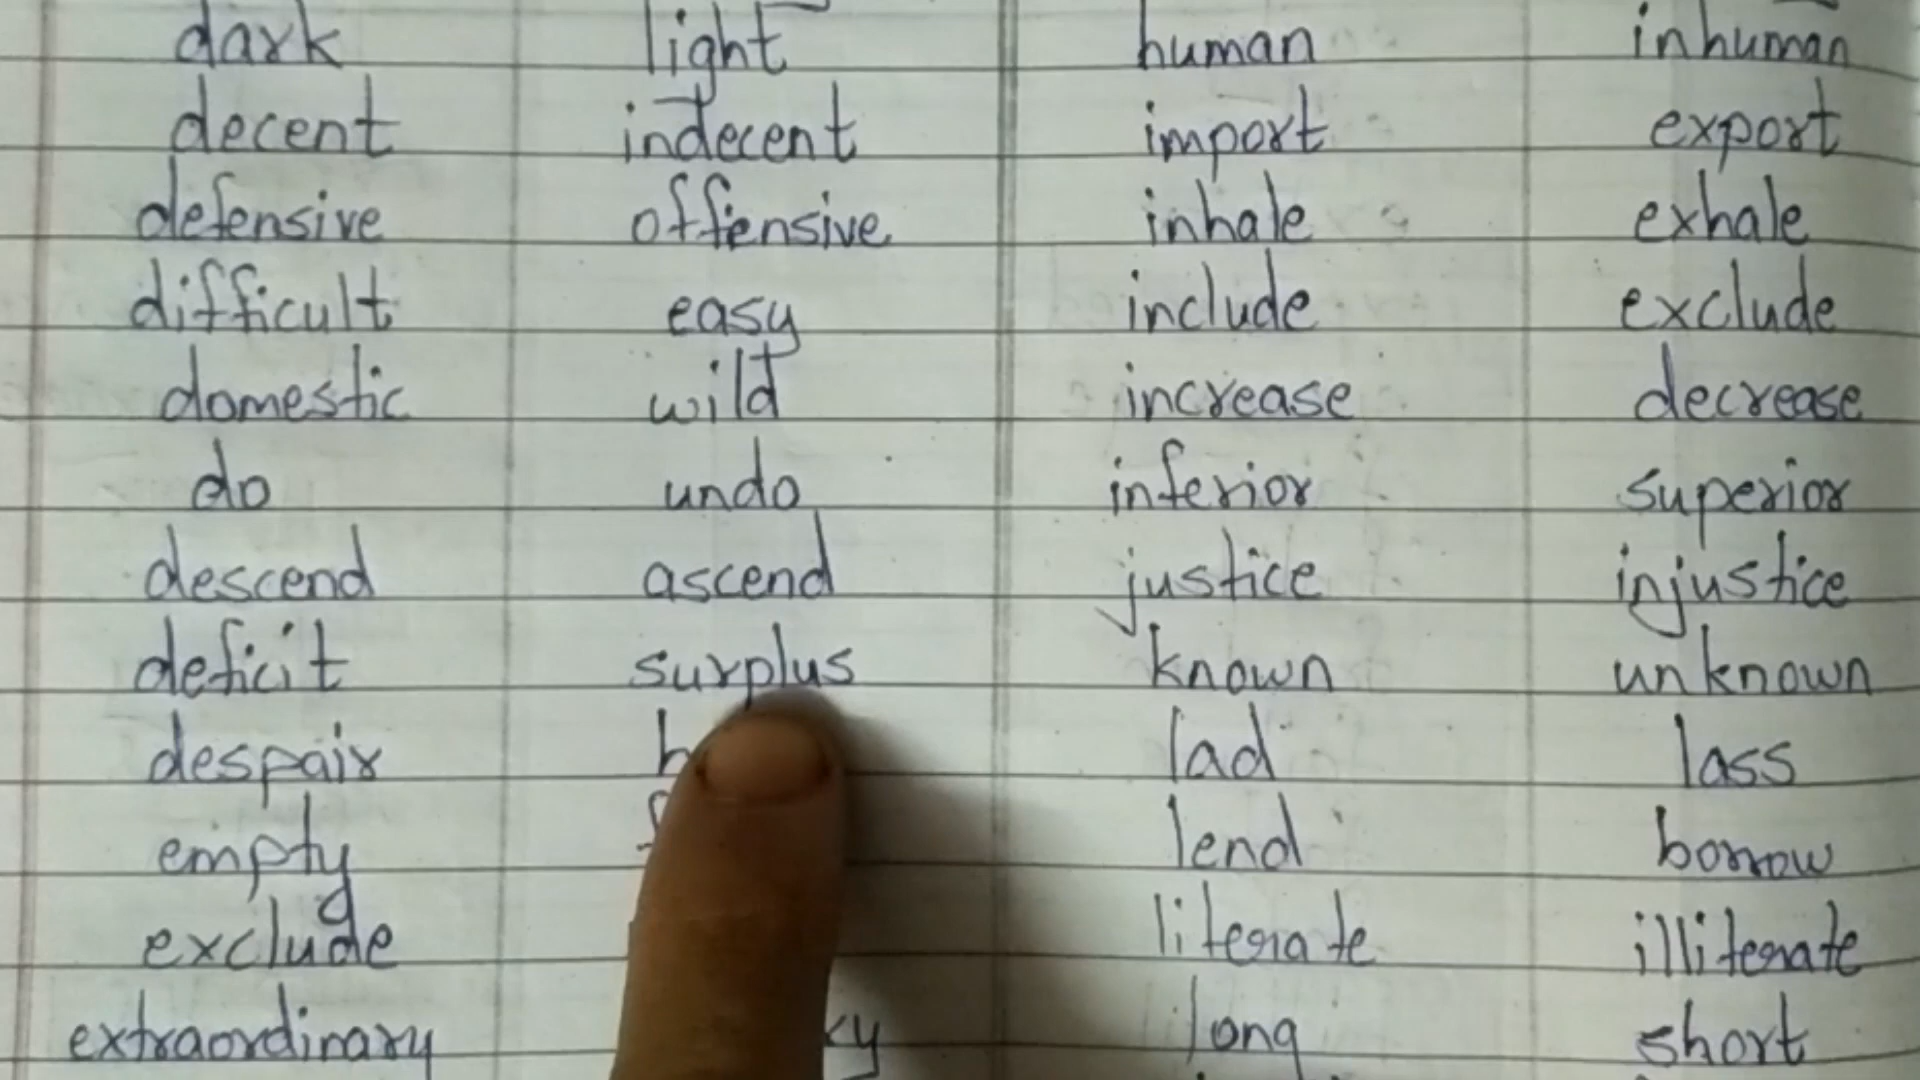 dark light human inhuman
decent indecent import export
defensive offensive inhale exhale
difficult easy include exclude
domestic wild increase decrease
do undo inferior superior
descend ascend justice injustice
deficit surplus known unknown
despair lad lass
empty lend borrow
exclude literate illiterate
extraordinary long short